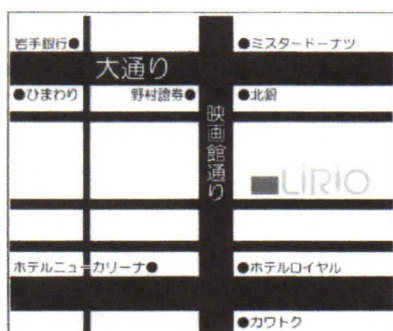 岩手銀行●
●ミスタードーナツ
大通り
●ひまわり
野村證券●
●北銀
映画館通り
LiRiO
ホテルニューカリーナ●
●ホテルロイヤル
●カワトク